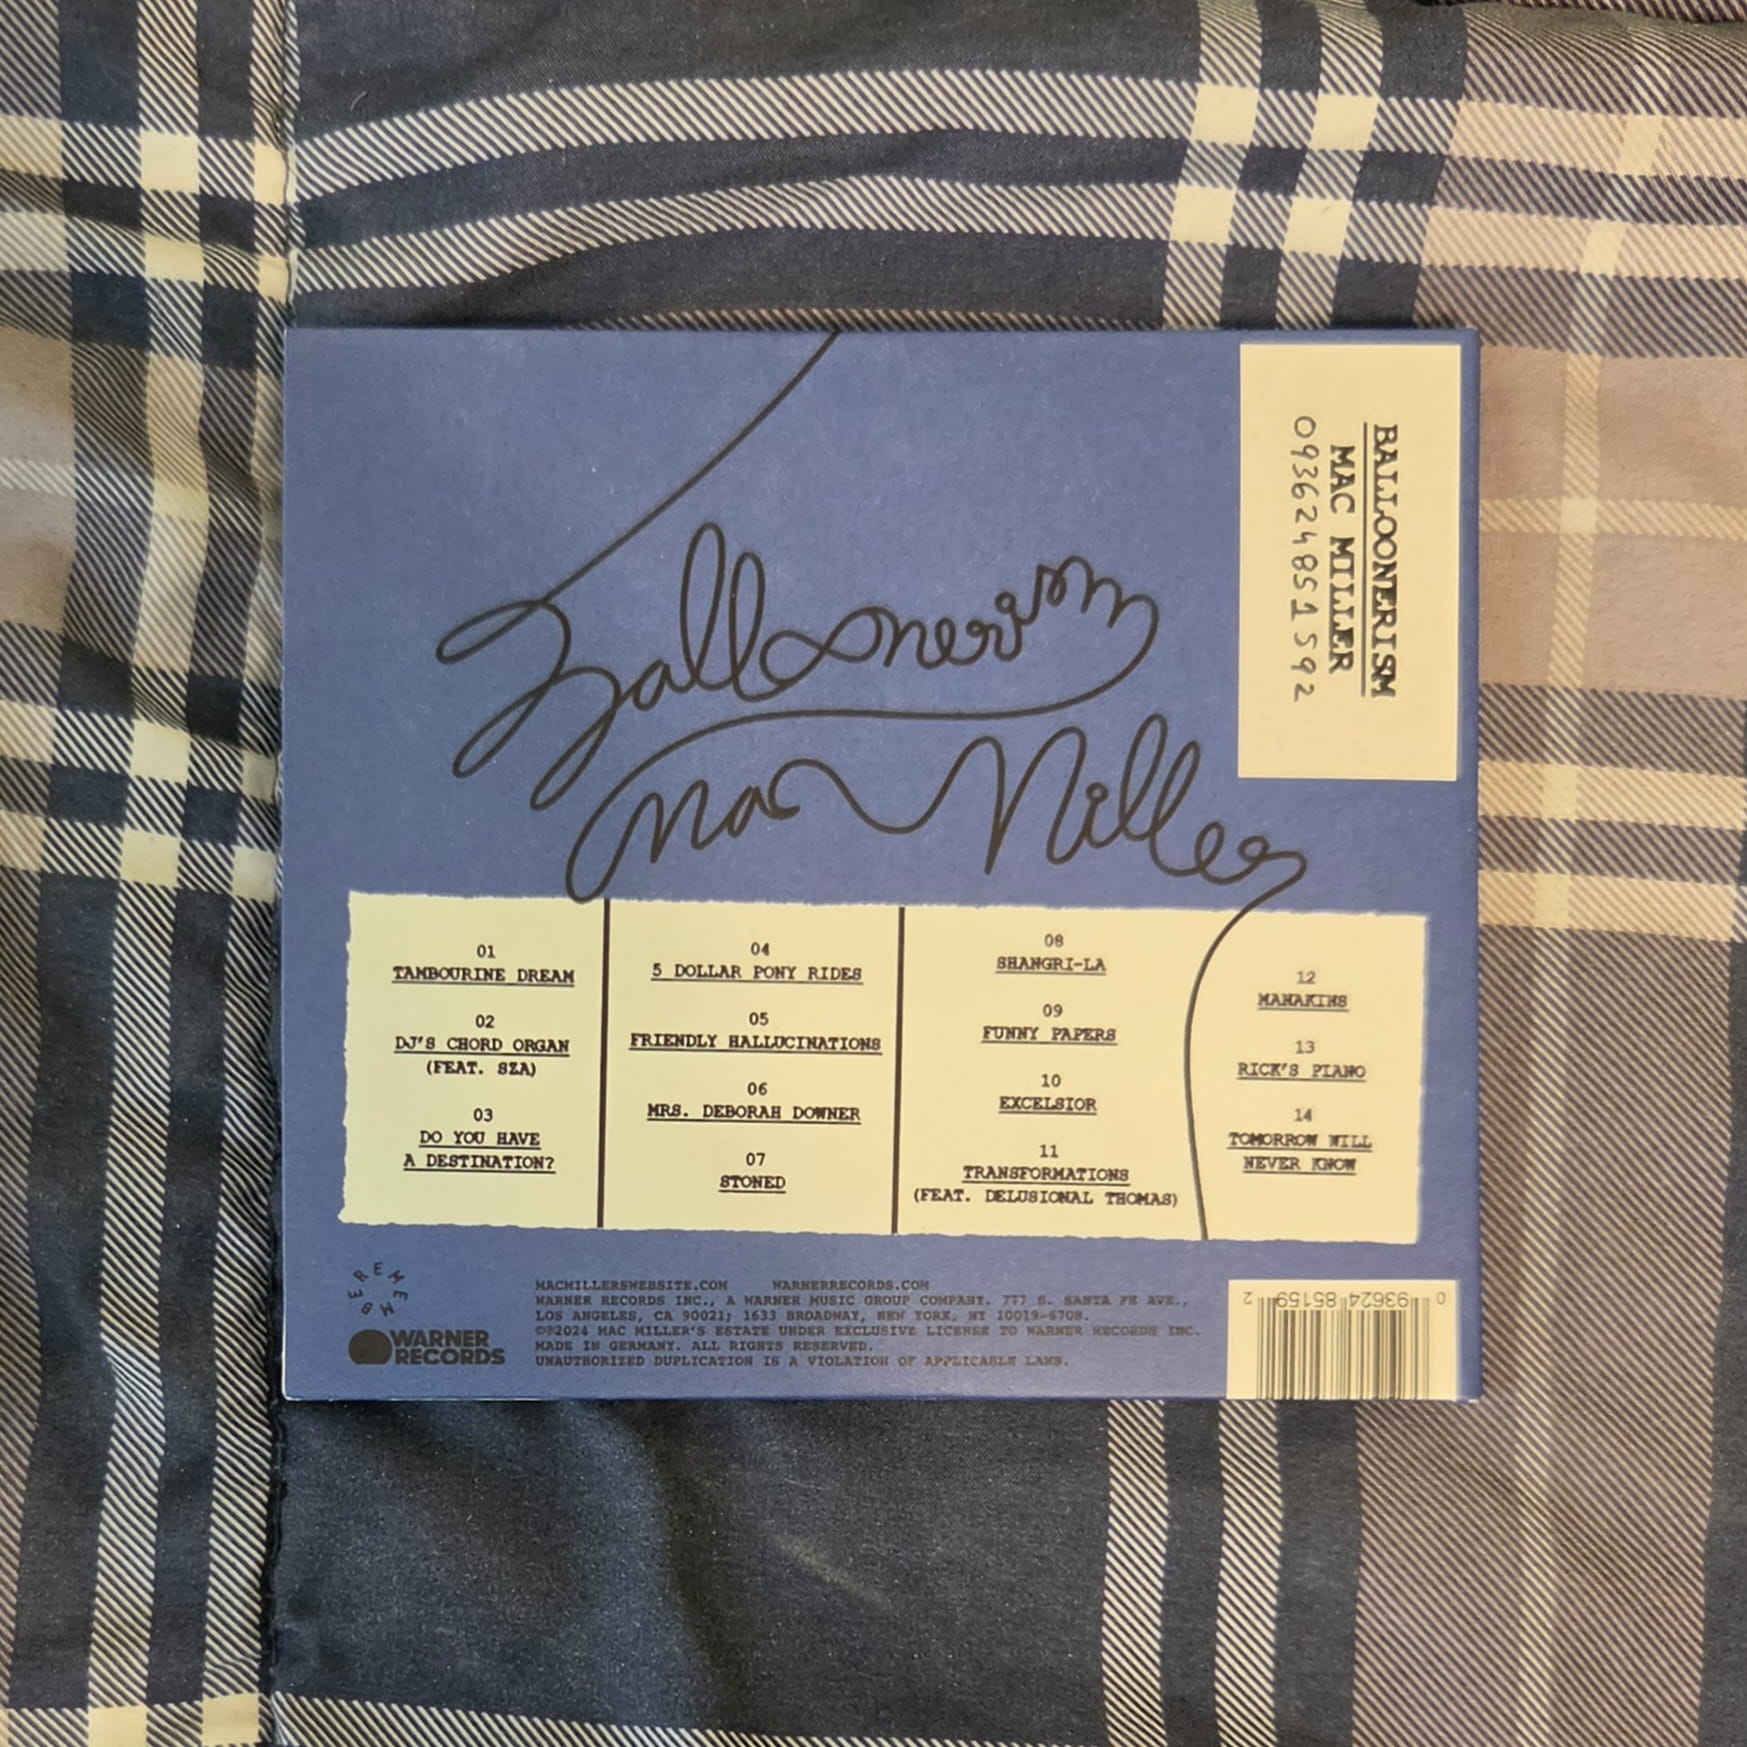 BALLOONERISM
MAC MILLER
093624851592
Balloonerism
Mac Miller
01
TAMBOURINE DREAM
02
DJ'S CHORD ORGAN
(FEAT. SZA)
03
DO YOU HAVE
A DESTINATION?
04
5 DOLLAR PONY RIDES
05
FRIENDLY HALLUCINATIONS
06
MRS. DEBORAH DOWNER
07
STONED
08
SHANGRI-LA
09
FUNNY PAPERS
10
EXCELSIOR
11
TRANSFORMATIONS
(FEAT. DELUSIONAL THOMAS)
12
MANAKINS
13
RICK'S PIANO
14
TOMORROW WILL
NEVER KNOW
REMEMBER
WARNER
RECORDS
MACMILLERSWEBSITE.COM WARNERRECORDS.COM
WARNER RECORDS INC., A WARNER MUSIC GROUP COMPANY. 777 S. SANTA FE AVE.,
LOS ANGELES, CA 90021; 1633 BROADWAY, NEW YORK, NY 10019-6708.
©℗2024 MAC MILLER'S ESTATE UNDER EXCLUSIVE LICENSE TO WARNER RECORDS INC.
MADE IN GERMANY. ALL RIGHTS RESERVED.
UNAUTHORIZED DUPLICATION IS A VIOLATION OF APPLICABLE LAWS.
0 93624 85159 2